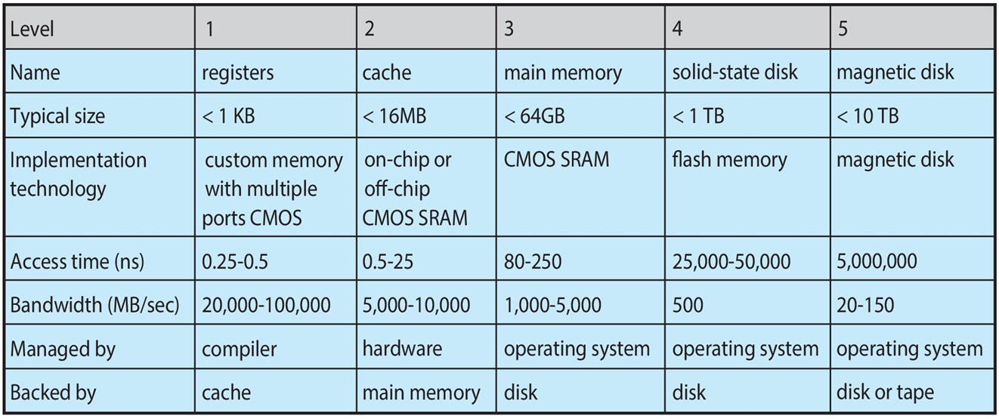 Level 1 2 3 4 5
Name registers cache main memory solid-state disk magnetic disk
Typical size < 1 KB < 16MB < 64GB < 1 TB < 10 TB
Implementation technology custom memory with multiple ports CMOS on-chip or off-chip CMOS SRAM CMOS SRAM flash memory magnetic disk
Access time (ns) 0.25-0.5 0.5-25 80-250 25,000-50,000 5,000,000
Bandwidth (MB/sec) 20,000-100,000 5,000-10,000 1,000-5,000 500 20-150
Managed by compiler hardware operating system operating system operating system
Backed by cache main memory disk disk disk or tape